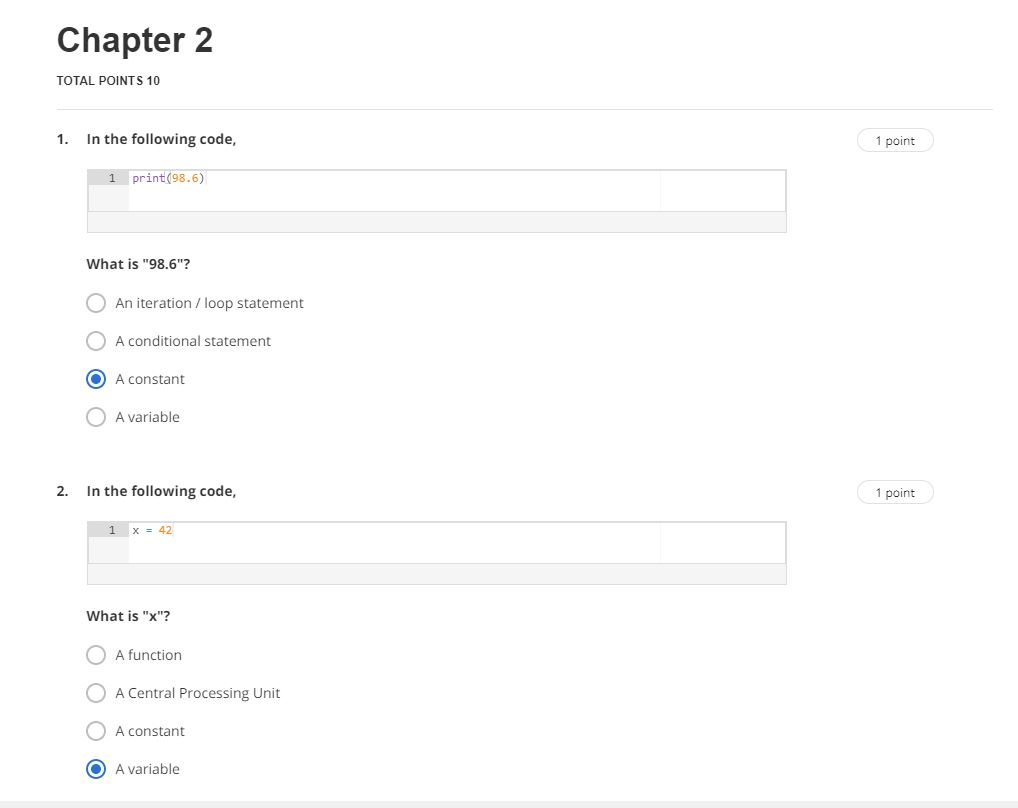 Chapter 2
TOTAL POINTS 10
1. In the following code,
1 point
1 print(98.6)
What is "98.6"?
An iteration / loop statement
A conditional statement
A constant
A variable
2. In the following code,
1 point
1 x = 42
What is "x"?
A function
A Central Processing Unit
A constant
A variable